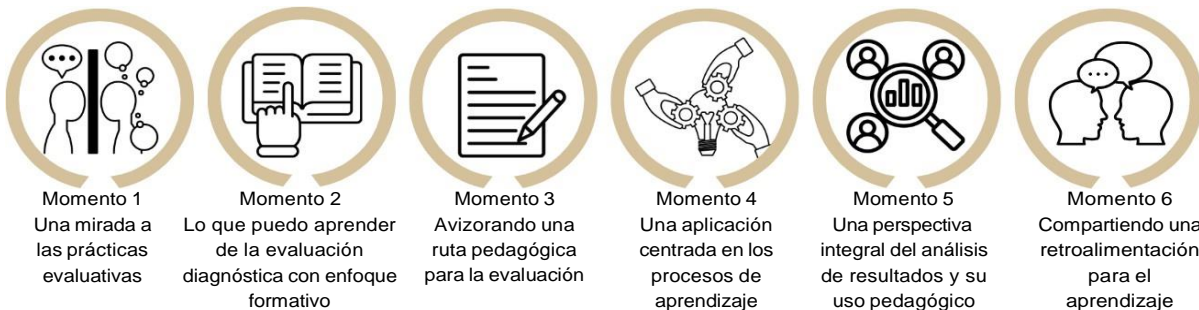 Momento 1
Una mirada a
las prácticas
evaluativas
Momento 2
Lo que puedo aprender
de la evaluación
diagnóstica con enfoque
formativo
Momento 3
Avizorando una
ruta pedagógica
para la evaluación
Momento 4
Una aplicación
centrada en los
procesos de
aprendizaje
Momento 5
Una perspectiva
integral del análisis
de resultados y su
uso pedagógico
Momento 6
Compartiendo una
retroalimentación
para el
aprendizaje